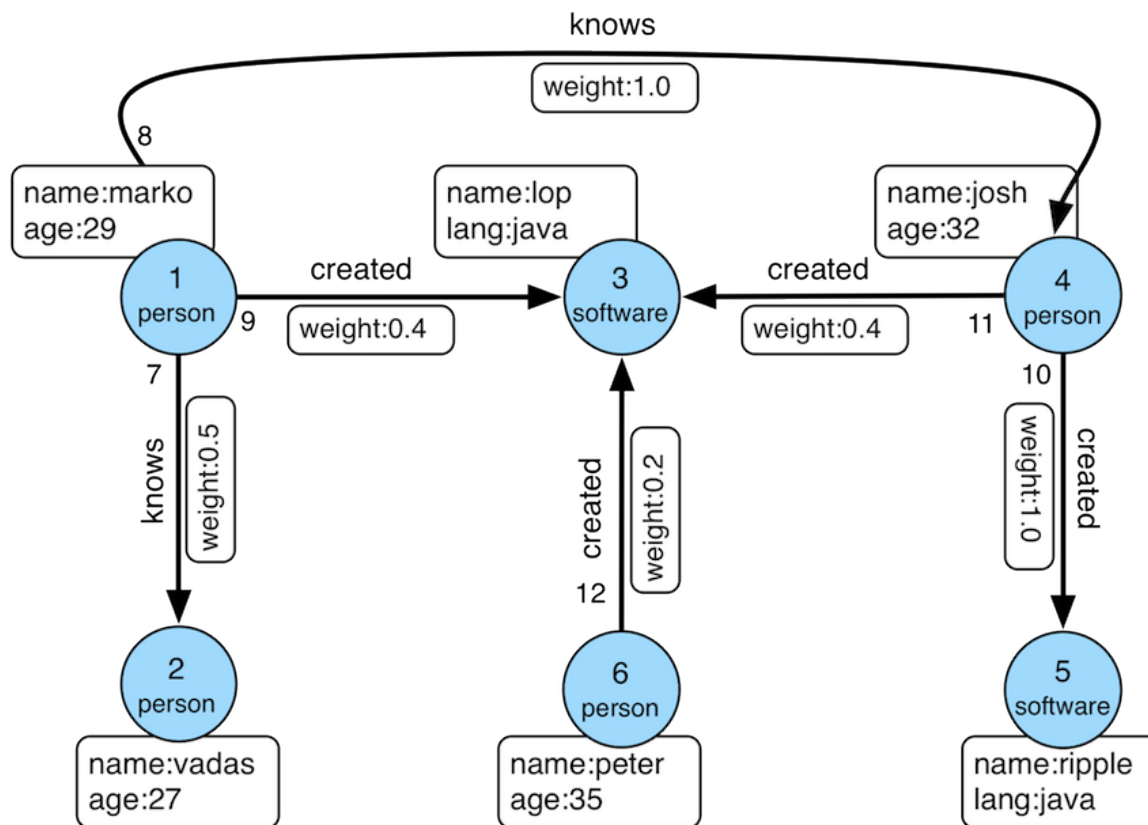 knows
weight:1.0
8
name:marko
age:29
name:lop
lang:java
name:josh
age:32
1
person
created
9
weight:0.4
3
software
created
11
weight:0.4
4
person
7
knows
weight:0.5
created
weight:0.2
12
10
weight:1.0
created
2
person
name:vadas
age:27
6
person
name:peter
age:35
5
software
name:ripple
lang:java